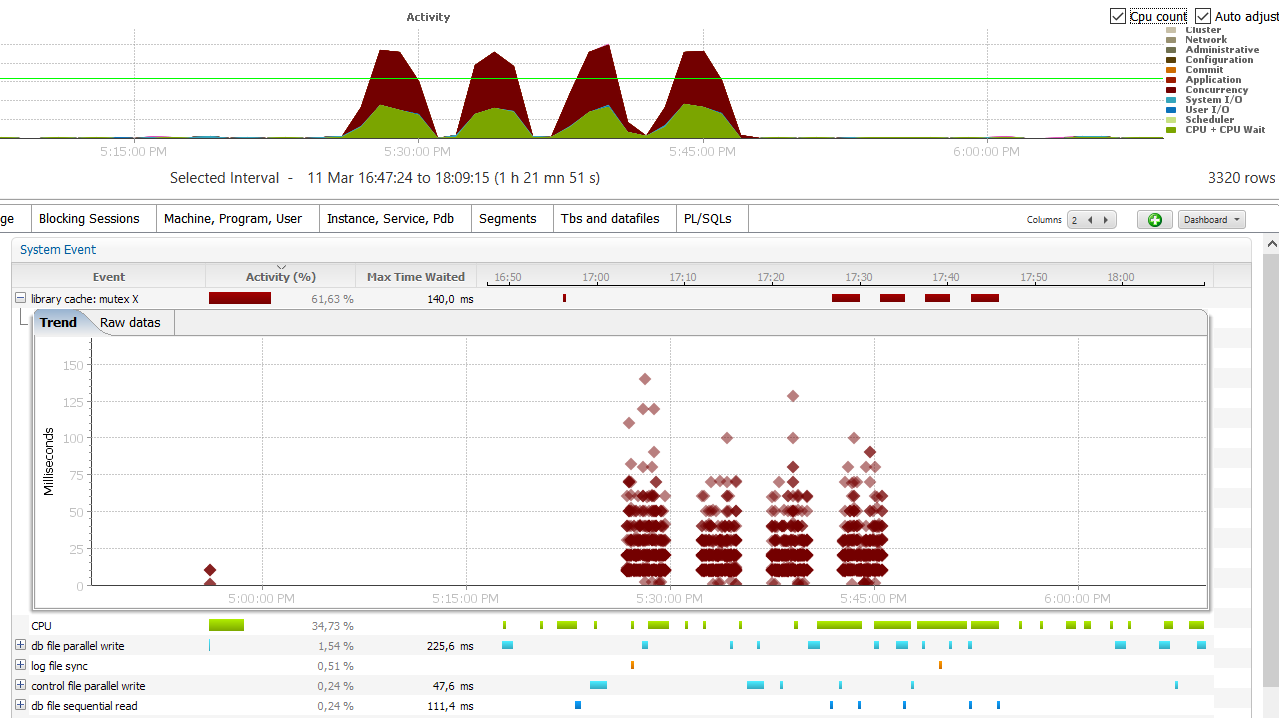 Activity
Cpu count
Auto adjust
Cluster
Network
Administrative
Configuration
Commit
Application
Concurrency
System I/O
User I/O
Scheduler
CPU + CPU Wait
5:15:00 PM 5:30:00 PM 5:45:00 PM 6:00:00 PM
Selected Interval - 11 Mar 16:47:24 to 18:09:15 (1 h 21 mn 51 s) 3320 rows
ge Blocking Sessions Machine, Program, User Instance, Service, Pdb Segments Tbs and datafiles PL/SQLs Columns 2 Dashboard
System Event
Event Activity (%) Max Time Waited 16:50 17:00 17:10 17:20 17:30 17:40 17:50 18:00
library cache: mutex X 61,63 % 140,0 ms
Trend Raw datas
150
125
100
75
50
25
0
Milliseconds
5:00:00 PM 5:15:00 PM 5:30:00 PM 5:45:00 PM 6:00:00 PM
CPU 34,73 %
db file parallel write 1,54 % 225,6 ms
log file sync 0,51 %
control file parallel write 0,24 % 47,6 ms
db file sequential read 0,24 % 111,4 ms